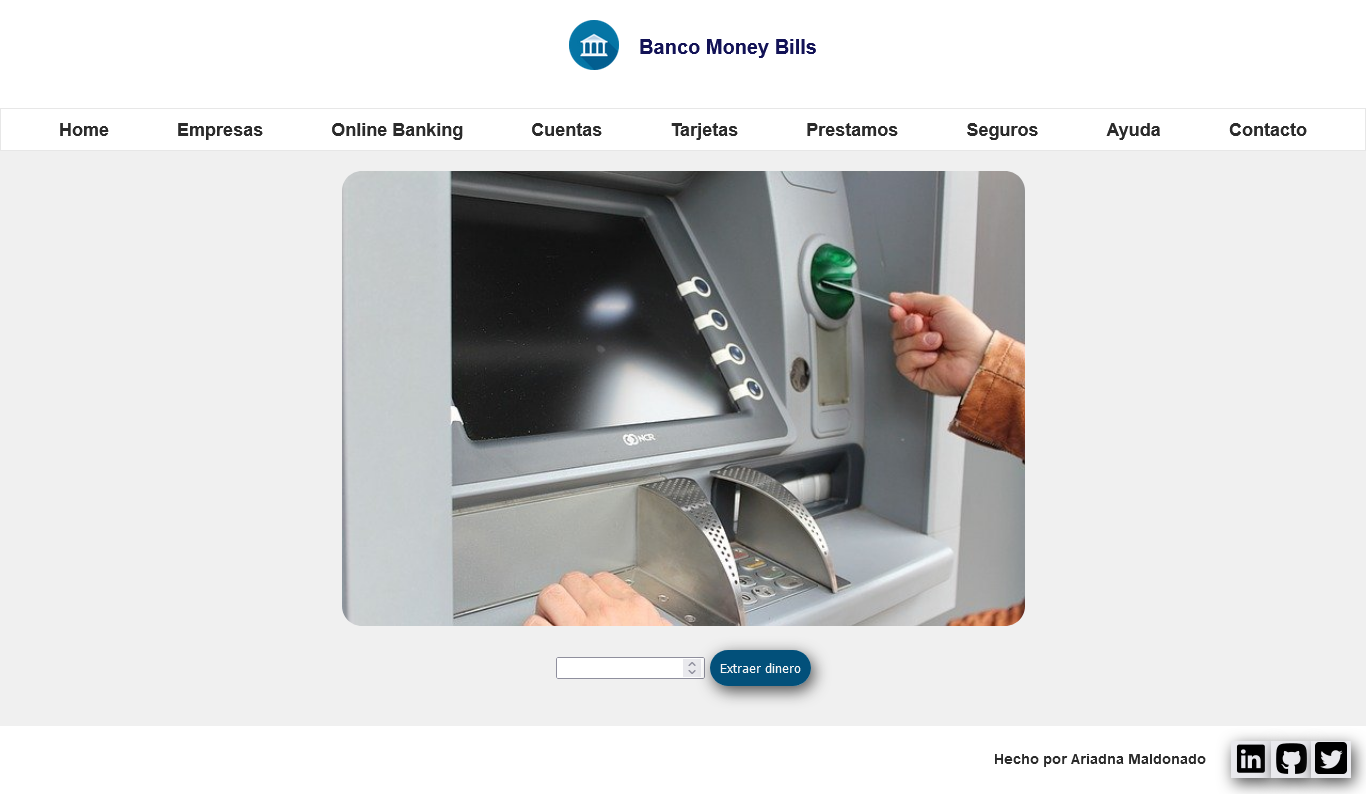 Banco Money Bills
Home Empresas Online Banking Cuentas Tarjetas Prestamos Seguros Ayuda Contacto
NCR
Extraer dinero
Hecho por Ariadna Maldonado
in